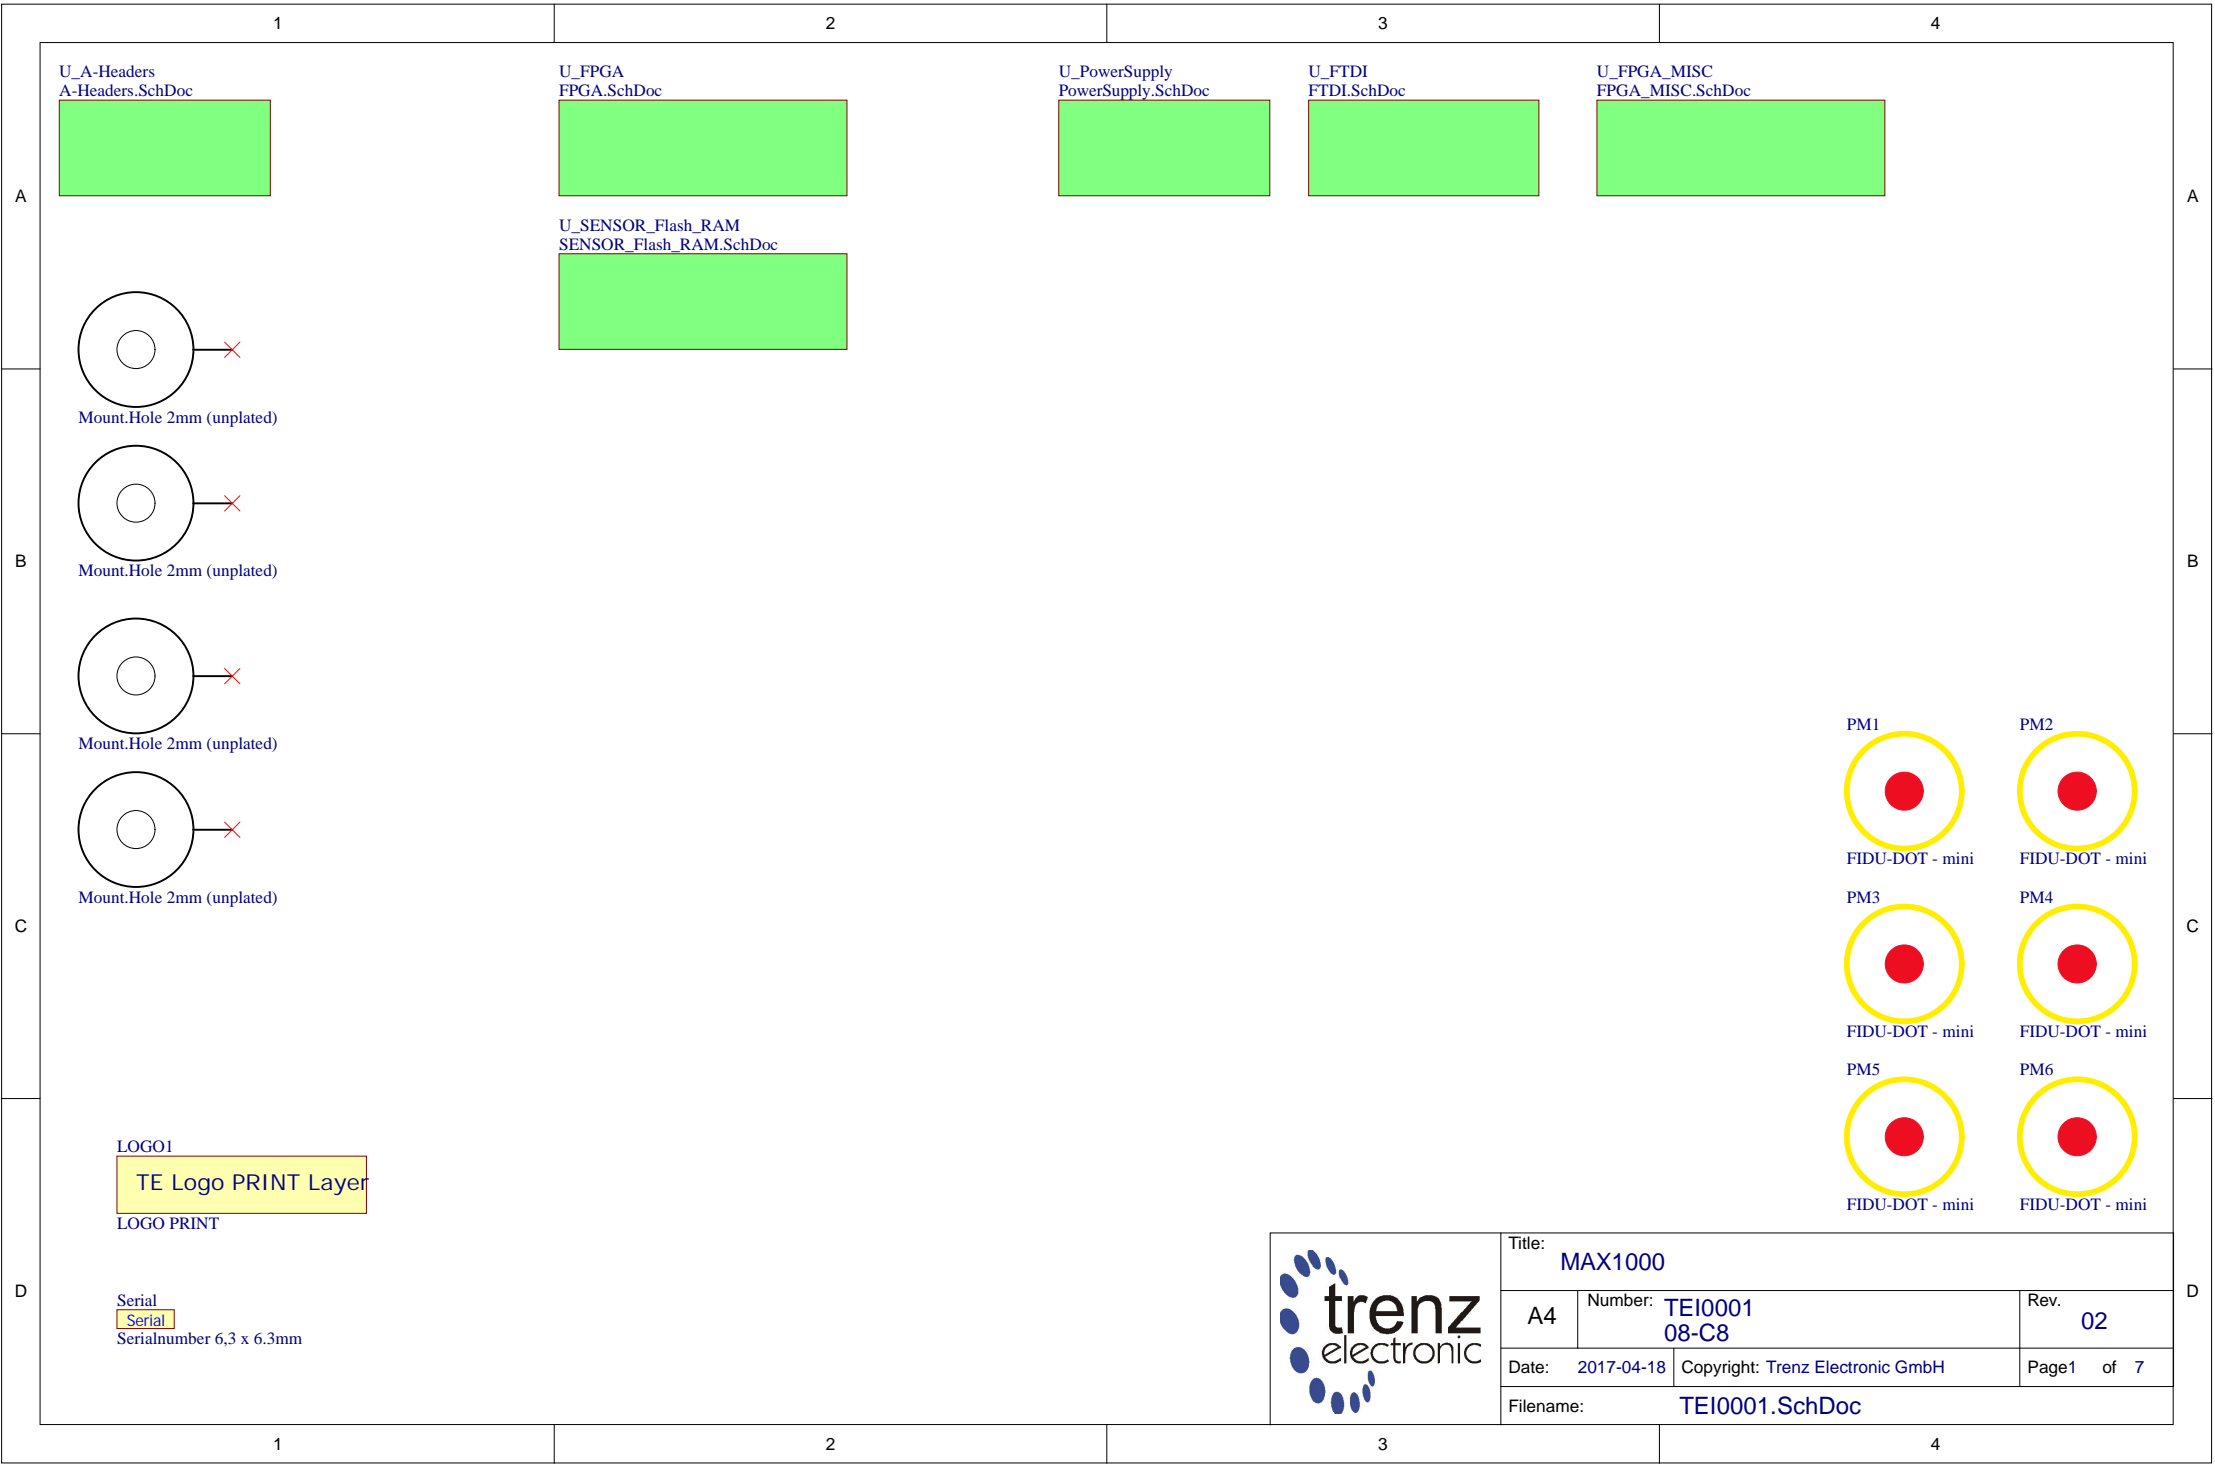 1 2 3 4
U_A-Headers
A-Headers.SchDoc
U_FPGA
FPGA.SchDoc
U_PowerSupply
PowerSupply.SchDoc
U_FTDI
FTDI.SchDoc
U_FPGA_MISC
FPGA_MISC.SchDoc
A A
U_SENSOR_Flash_RAM
SENSOR_Flash_RAM.SchDoc
Mount.Hole 2mm (unplated)
B B
Mount.Hole 2mm (unplated)
Mount.Hole 2mm (unplated)
Mount.Hole 2mm (unplated)
PM1 PM2
FIDU-DOT - mini FIDU-DOT - mini
PM3 PM4
C C
FIDU-DOT - mini FIDU-DOT - mini
PM5 PM6
FIDU-DOT - mini FIDU-DOT - mini
LOGO1
TE Logo PRINT Layer
LOGO PRINT
D D
Serial
Serial
Serialnumber 6,3 x 6.3mm
trenz
electronic
Title:
MAX1000
A4
Number: TEI0001
08-C8
Rev.
02
Date: 2017-04-18 Copyright: Trenz Electronic GmbH Page1 of 7
Filename: TEI0001.SchDoc
1 2 3 4